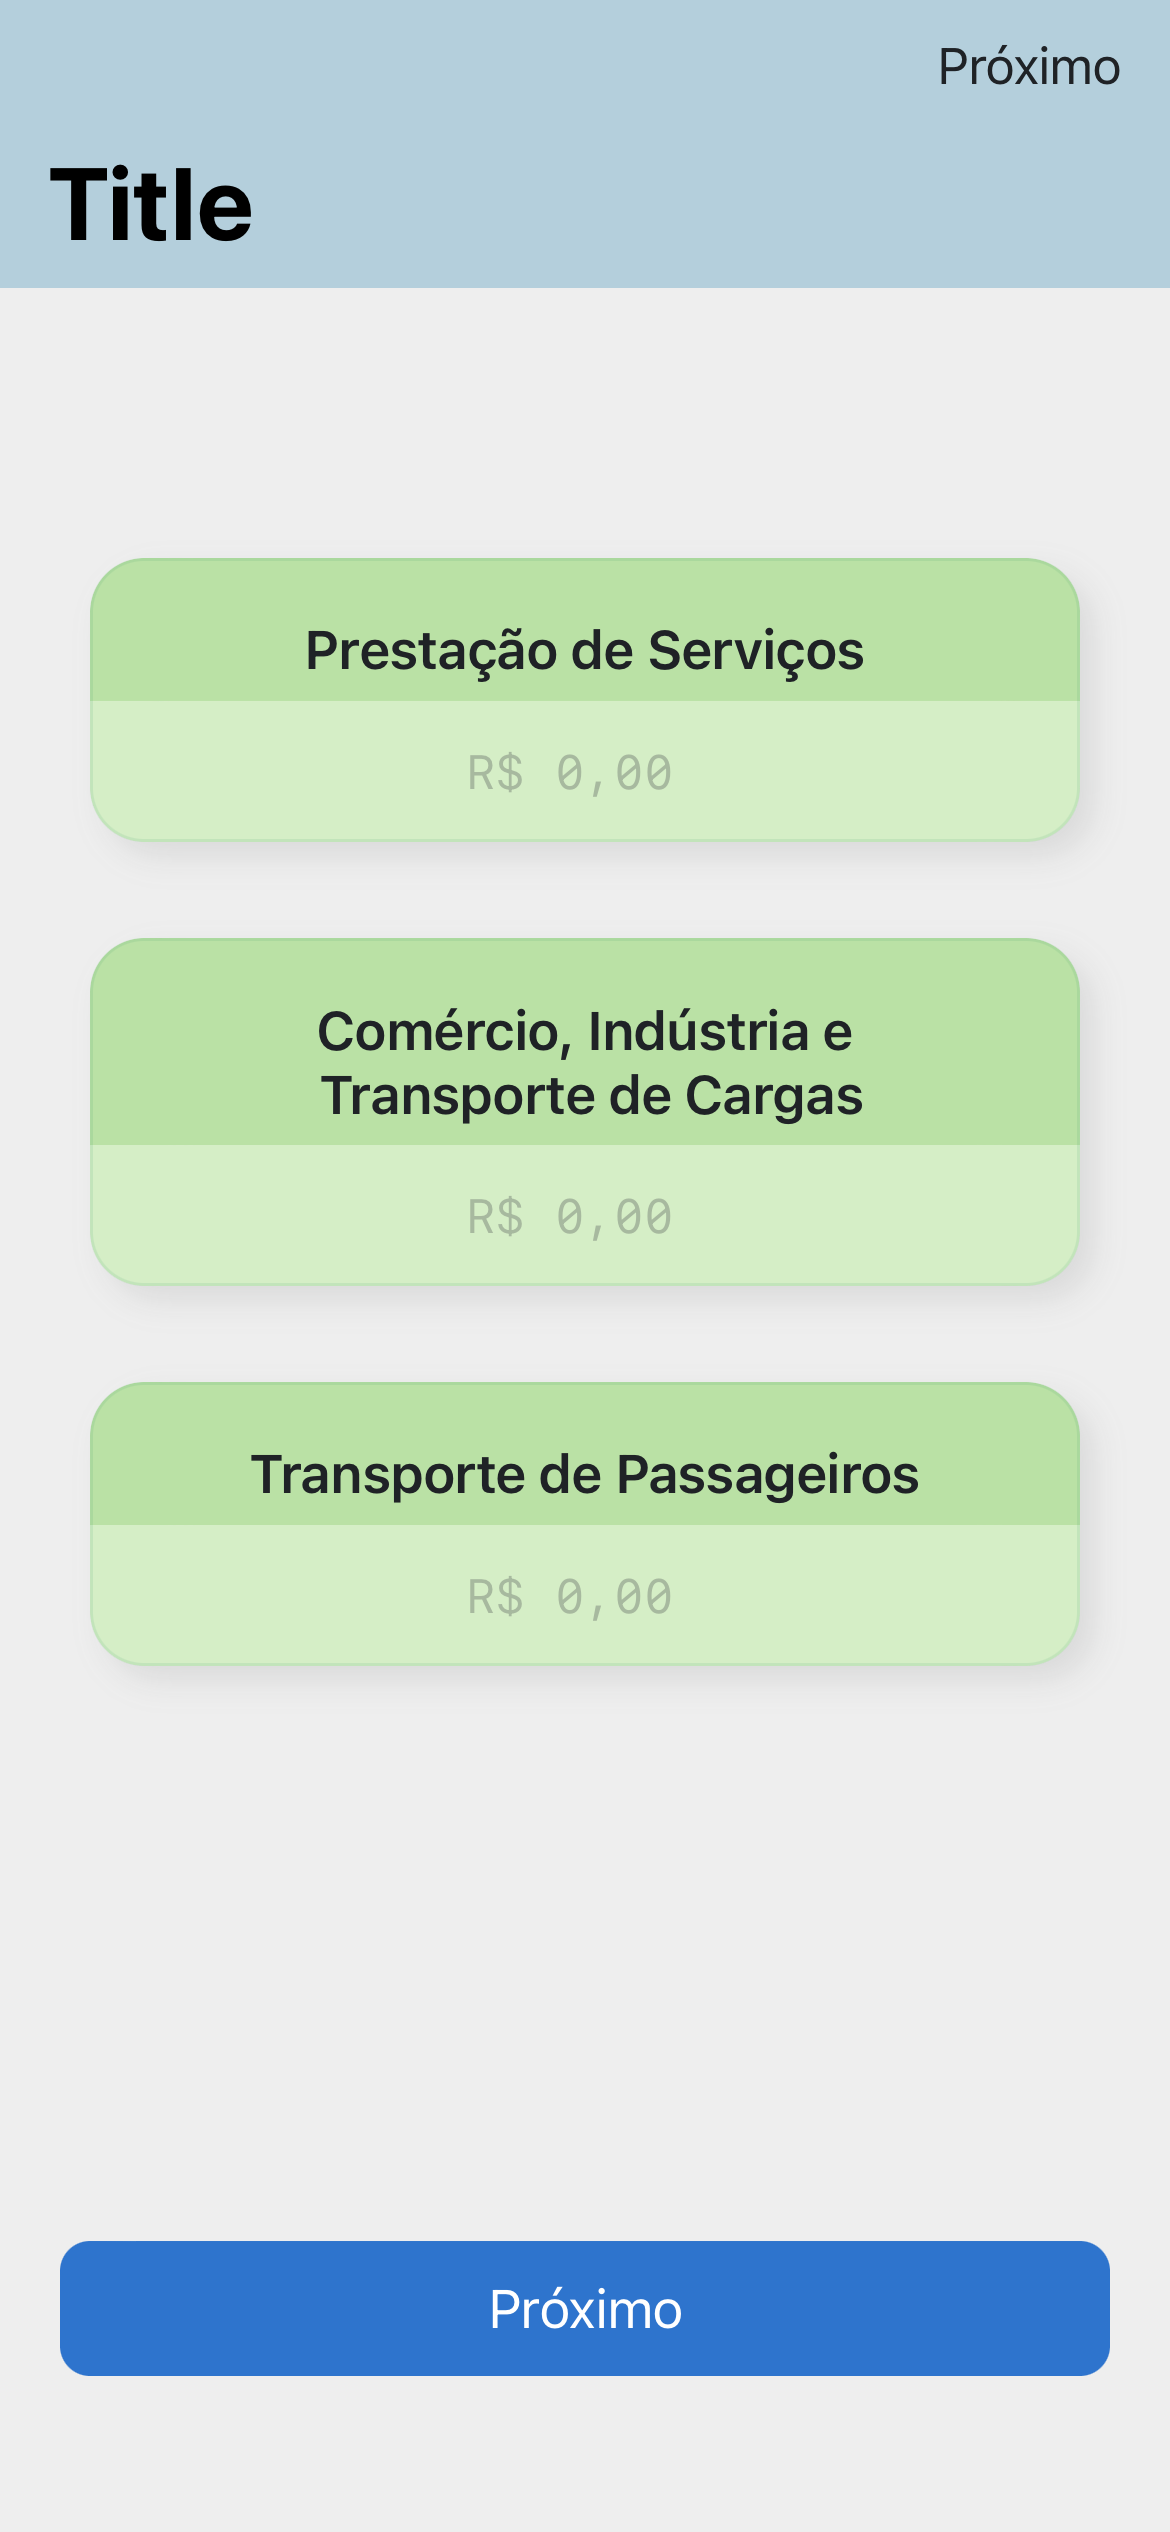 Próximo
Title
Prestação de Serviços
R$ 0,00
Comércio, Indústria e
Transporte de Cargas
R$ 0,00
Transporte de Passageiros
R$ 0,00
Próximo